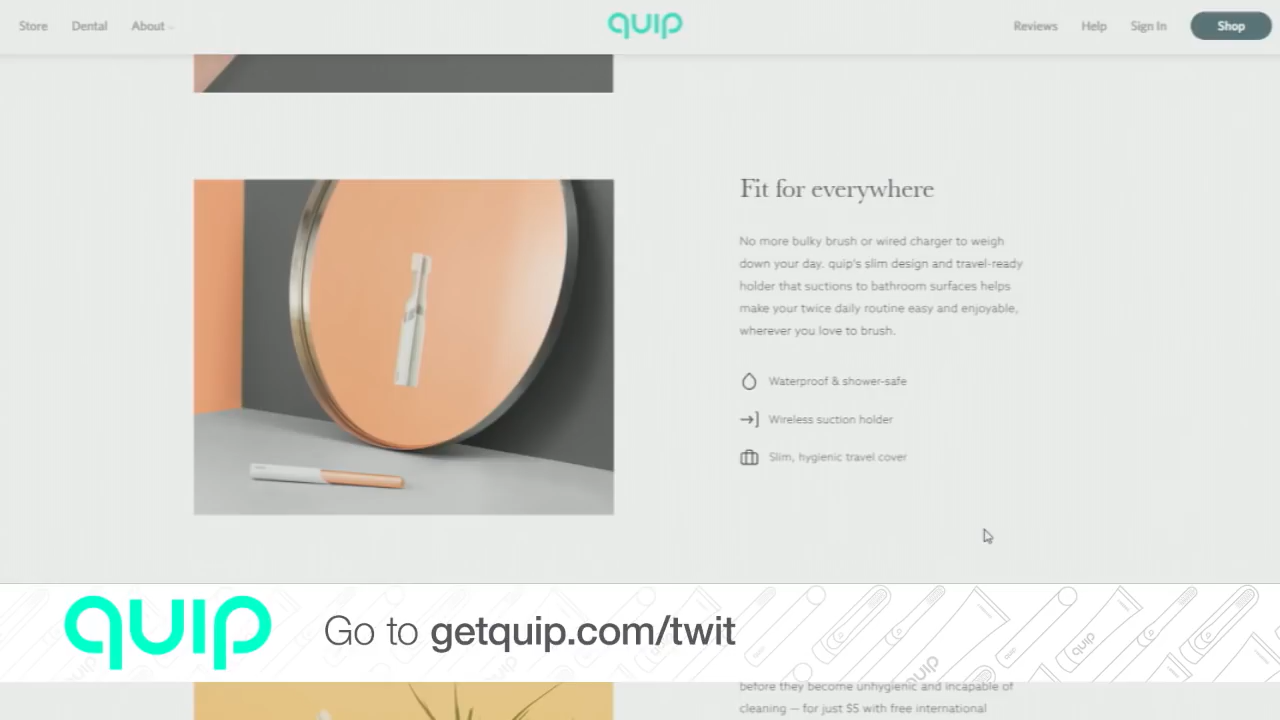 Store Dental About quip Reviews Help Sign In Shop
Fit for everywhere
No more bulky brush or wired charger to weigh
down your day. quip's slim design and travel-ready
holder that suctions to bathroom surfaces helps
make your twice daily routine easy and enjoyable,
wherever you love to brush.
Waterproof & shower-safe
Wireless suction holder
Slim, hygienic travel cover
quip Go to getquip.com/twit
quip
quip
before they become unhygienic and incapable of
cleaning – for just $5 with free international